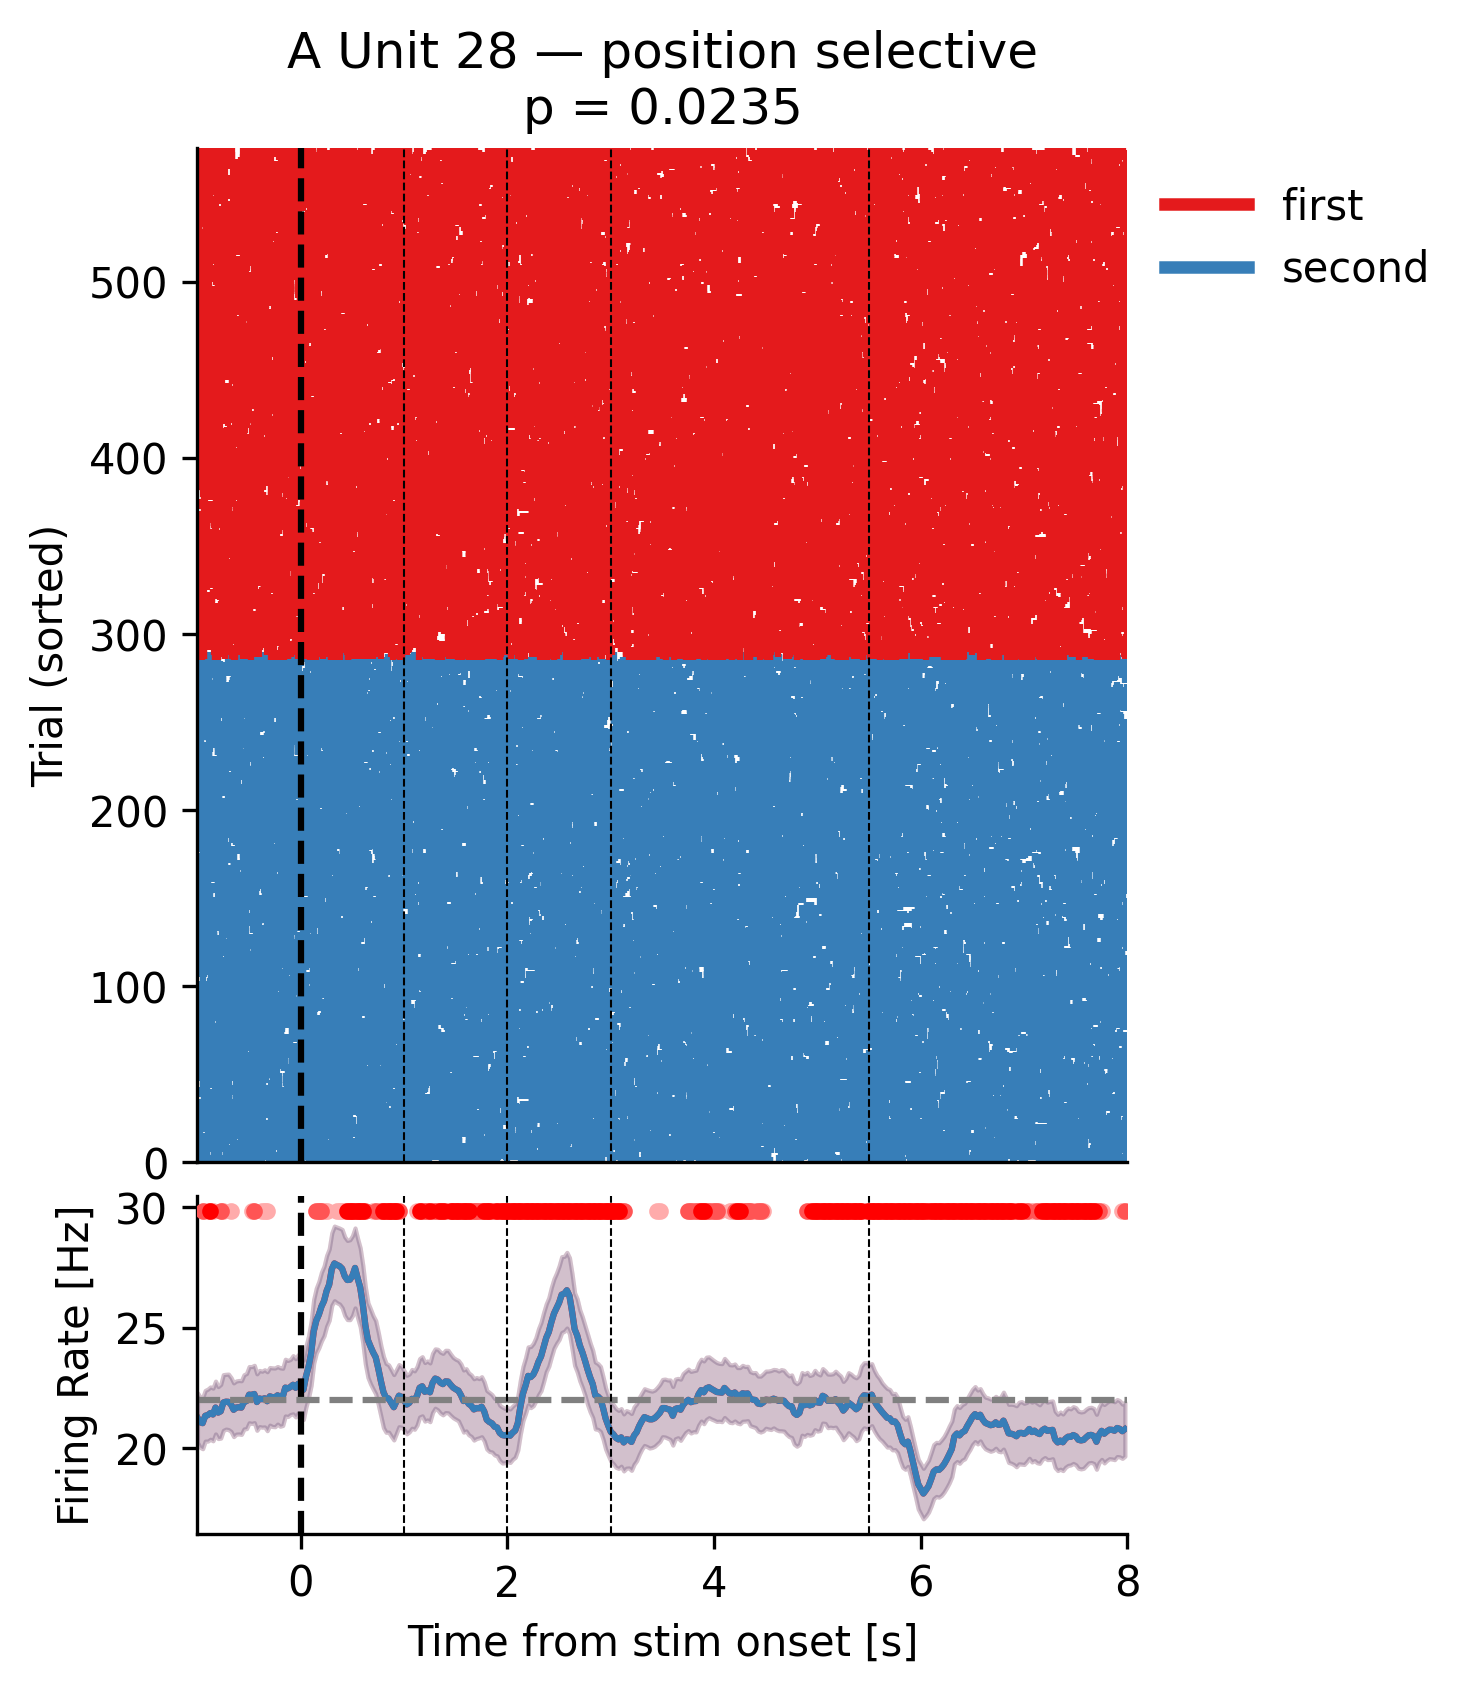 A Unit 28 — position selective
p = 0.0235
first
second
Trial (sorted)
500
400
300
200
100
0
Firing Rate [Hz]
30
25
20
0 2 4 6 8
Time from stim onset [s]